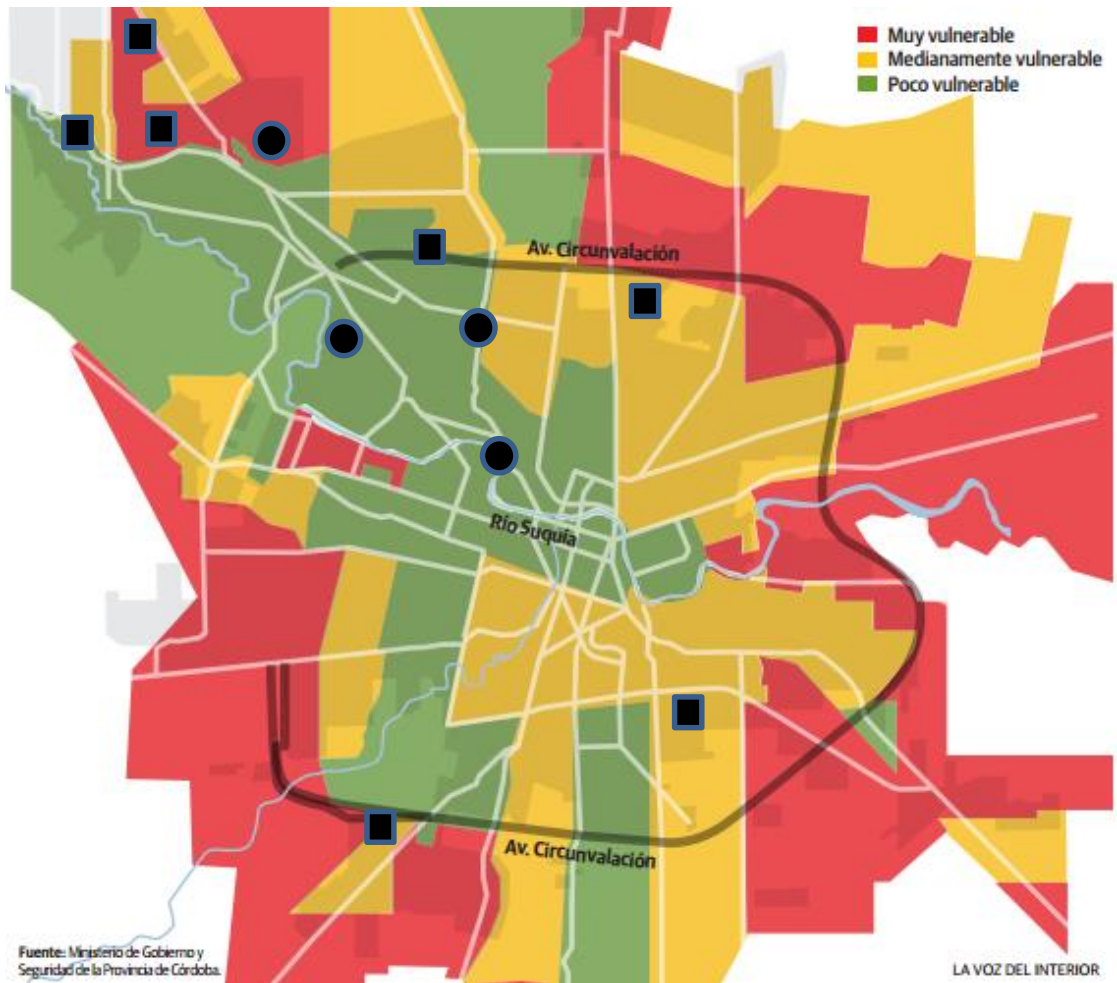 Muy vulnerable
Medianamente vulnerable
Poco vulnerable
Av. Circunvalación
Río Suquía
Av. Circunvalación
Fuente: Ministerio de Gobierno y
Seguridad de la Provincia de Córdoba.
LA VOZ DEL INTERIOR